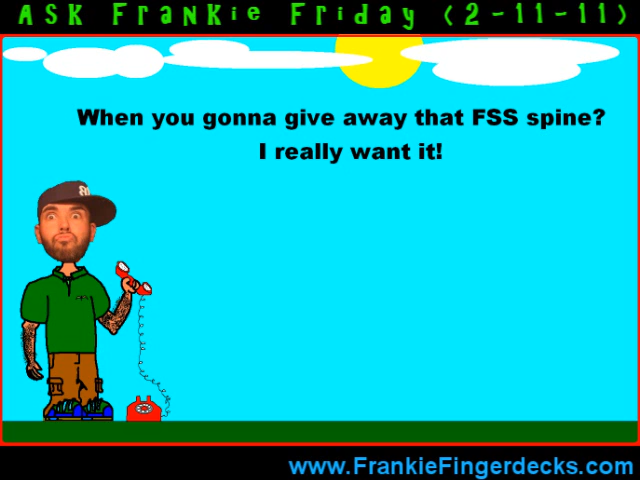 ASK FRANKiE FRiDAY (2-11-11)
When you gonna give away that FSS spine?
I really want it!
www.FrankieFingerdecks.com